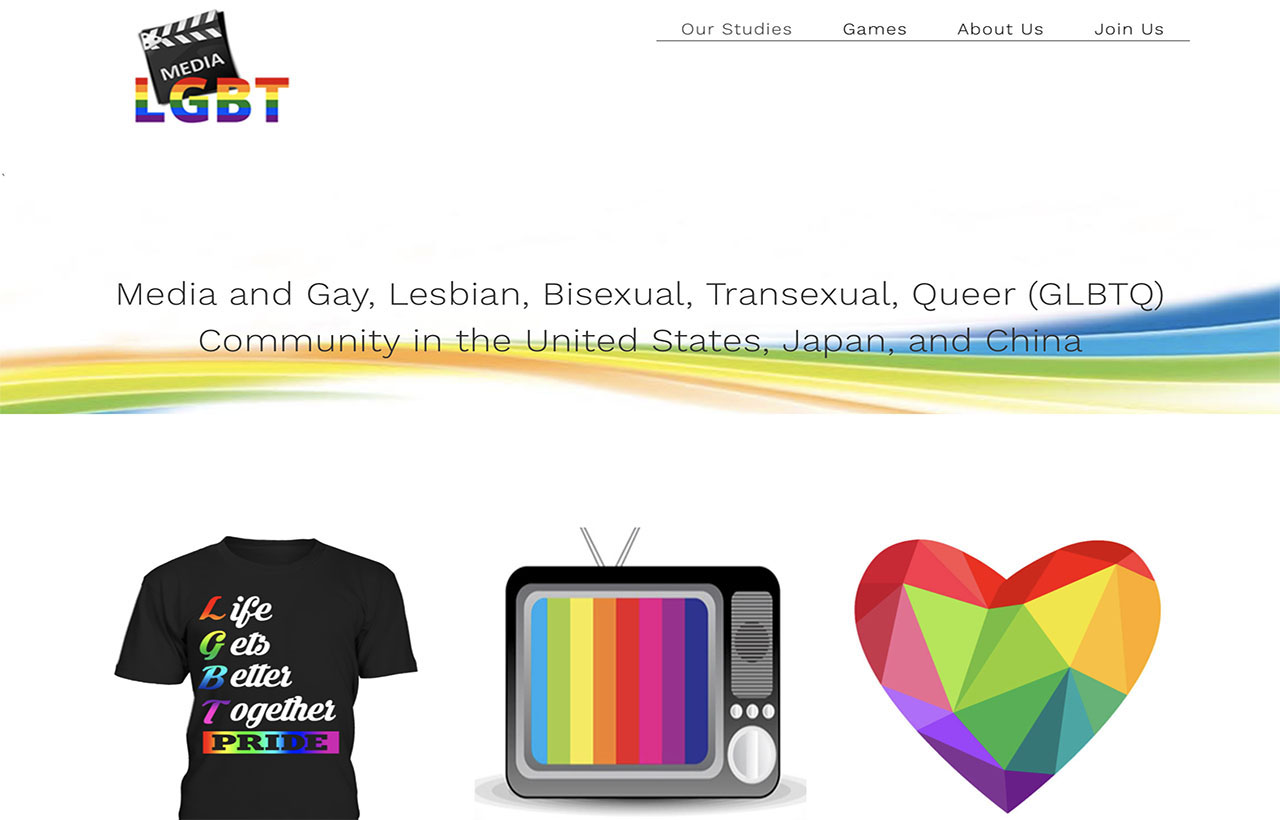 MEDIA
LGBT
Our Studies Games About Us Join Us
`
Media and Gay, Lesbian, Bisexual, Transexual, Queer (GLBTQ)
Community in the United States, Japan, and China
Life
Gets
Better
Together
PRIDE